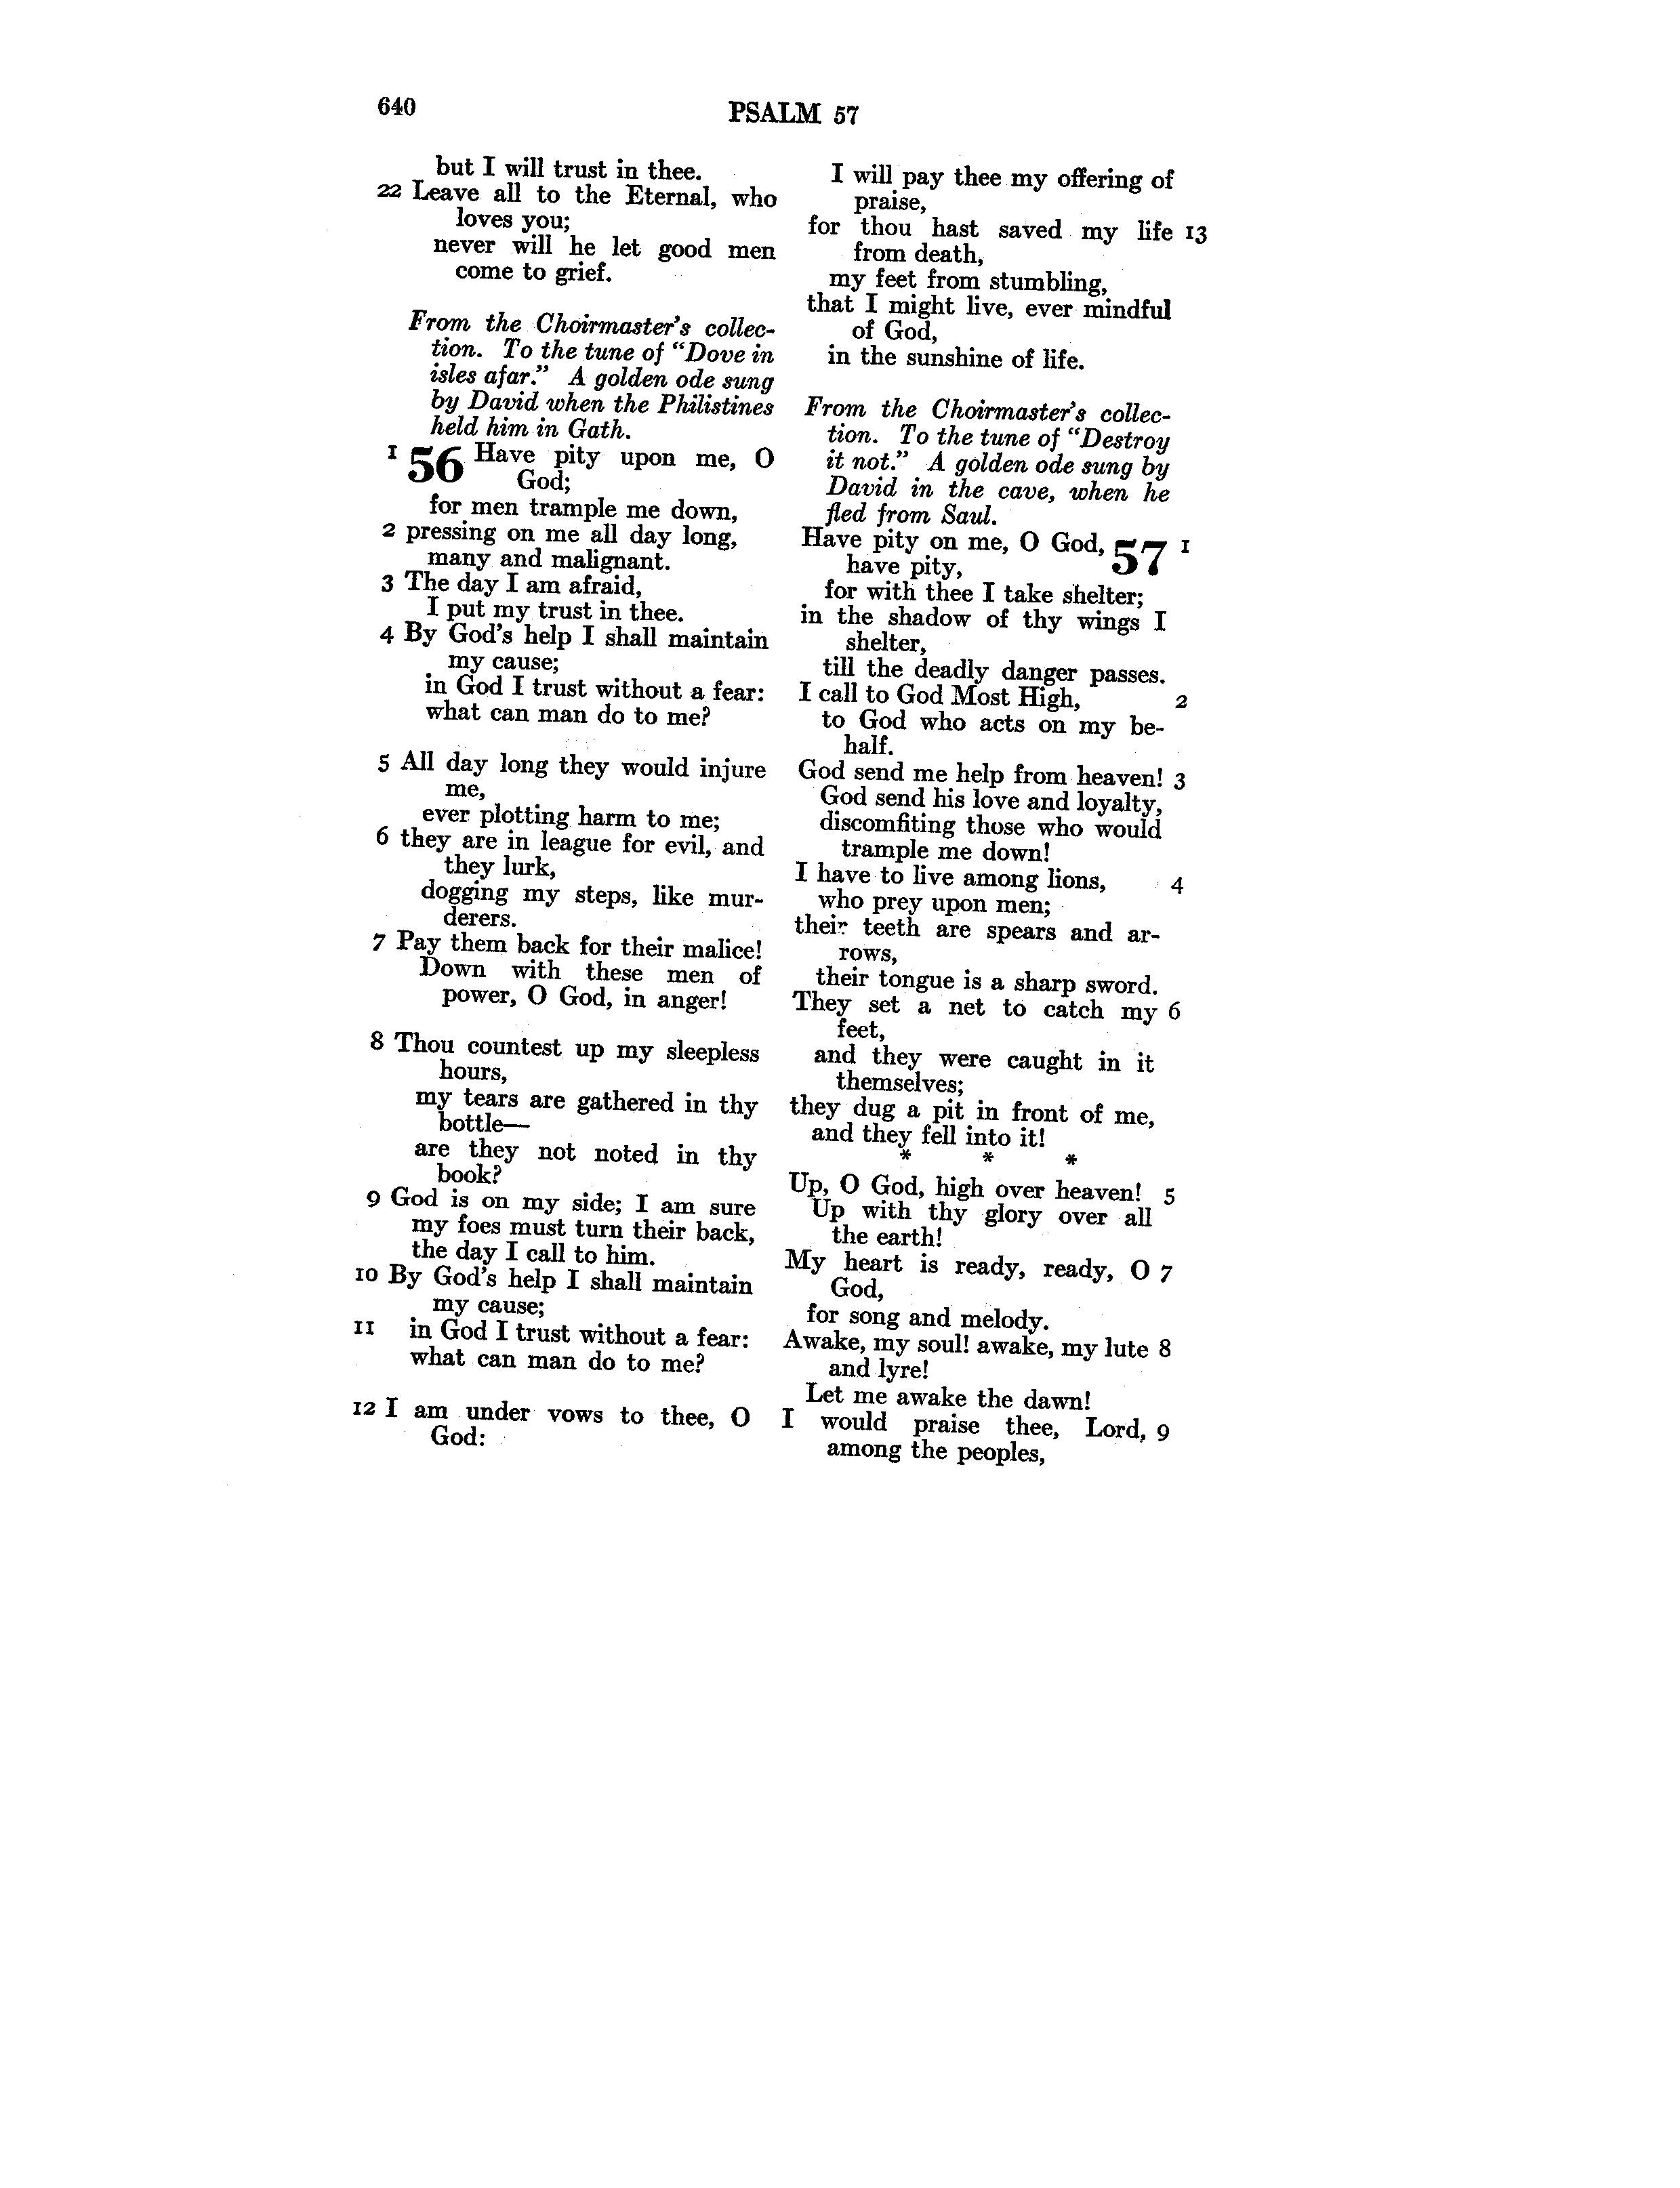 640
PSALM 57
but I will trust in thee.
22 Leave all to the Eternal, who
loves you;
never will he let good men
come to grief.
From the Choirmaster's collec-
tion. To the tune of "Dove in
isles afar." A golden ode sung
by David when the Philistines
held him in Gath.
1 56 Have pity upon me, O
God;
for men trample me down,
2 pressing on me all day long,
many and malignant.
3 The day I am afraid,
I put my trust in thee.
4 By God's help I shall maintain
my cause;
in God I trust without a fear:
what can man do to me?
5 All day long they would injure
me,
ever plotting harm to me;
6 they are in league for evil, and
they lurk,
dogging my steps, like mur-
derers.
7 Pay them back for their malice!
Down with these men of
power, O God, in anger!
8 Thou countest up my sleepless
hours,
my tears are gathered in thy
bottle—
are they not noted in thy
book?
9 God is on my side; I am sure
my foes must turn their back,
the day I call to him.
10 By God's help I shall maintain
my cause;
11 in God I trust without a fear:
what can man do to me?
12 I am under vows to thee, O
God:
I will pay thee my offering of
praise,
for thou hast saved my life 13
from death,
my feet from stumbling,
that I might live, ever mindful
of God,
in the sunshine of life.
From the Choirmaster's collec-
tion. To the tune of "Destroy
it not." A golden ode sung by
David in the cave, when he
fled from Saul.
Have pity on me, O God, 57 1
have pity,
for with thee I take shelter;
in the shadow of thy wings I
shelter,
till the deadly danger passes.
I call to God Most High, 2
to God who acts on my be-
half.
God send me help from heaven! 3
God send his love and loyalty,
discomfiting those who would
trample me down!
I have to live among lions, 4
who prey upon men;
their teeth are spears and ar-
rows,
their tongue is a sharp sword.
They set a net to catch my 6
feet,
and they were caught in it
themselves;
they dug a pit in front of me,
and they fell into it!
* * *
Up, O God, high over heaven! 5
Up with thy glory over all
the earth!
My heart is ready, ready, O 7
God,
for song and melody.
Awake, my soul! awake, my lute 8
and lyre!
Let me awake the dawn!
I would praise thee, Lord, 9
among the peoples,